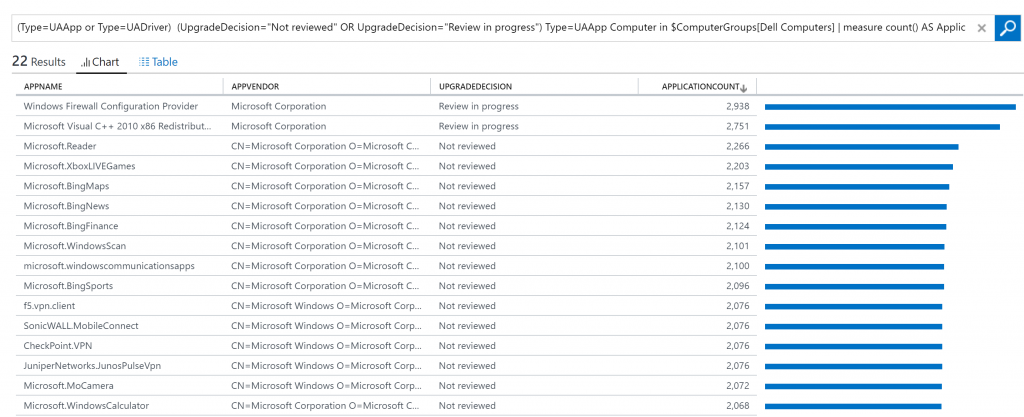 (Type=UAApp or Type=UADriver) (UpgradeDecision="Not reviewed" OR UpgradeDecision="Review in progress") Type=UAApp Computer in $ComputerGroups[Dell Computers] | measure count() AS Applic
22 Results Chart Table
APPNAME APPVENDOR UPGRADEDECISION APPLICATIONCOUNT
Windows Firewall Configuration Provider Microsoft Corporation Review in progress 2,938
Microsoft Visual C++ 2010 x86 Redistribut... Microsoft Corporation Review in progress 2,751
Microsoft.Reader CN=Microsoft Corporation O=Microsoft C... Not reviewed 2,266
Microsoft.XboxLIVEGames CN=Microsoft Corporation O=Microsoft C... Not reviewed 2,203
Microsoft.BingMaps CN=Microsoft Corporation O=Microsoft C... Not reviewed 2,157
Microsoft.BingNews CN=Microsoft Corporation O=Microsoft C... Not reviewed 2,130
Microsoft.BingFinance CN=Microsoft Corporation O=Microsoft C... Not reviewed 2,124
Microsoft.WindowsScan CN=Microsoft Corporation O=Microsoft C... Not reviewed 2,101
microsoft.windowscommunicationsapps CN=Microsoft Corporation O=Microsoft C... Not reviewed 2,100
Microsoft.BingSports CN=Microsoft Corporation O=Microsoft C... Not reviewed 2,096
f5.vpn.client CN=Microsoft Windows O=Microsoft Corp... Not reviewed 2,076
SonicWALL.MobileConnect CN=Microsoft Windows O=Microsoft Corp... Not reviewed 2,076
CheckPoint.VPN CN=Microsoft Windows O=Microsoft Corp... Not reviewed 2,076
JuniperNetworks.JunosPulseVpn CN=Microsoft Windows O=Microsoft Corp... Not reviewed 2,076
Microsoft.MoCamera CN=Microsoft Windows O=Microsoft Corp... Not reviewed 2,072
Microsoft.WindowsCalculator CN=Microsoft Corporation O=Microsoft C... Not reviewed 2,068